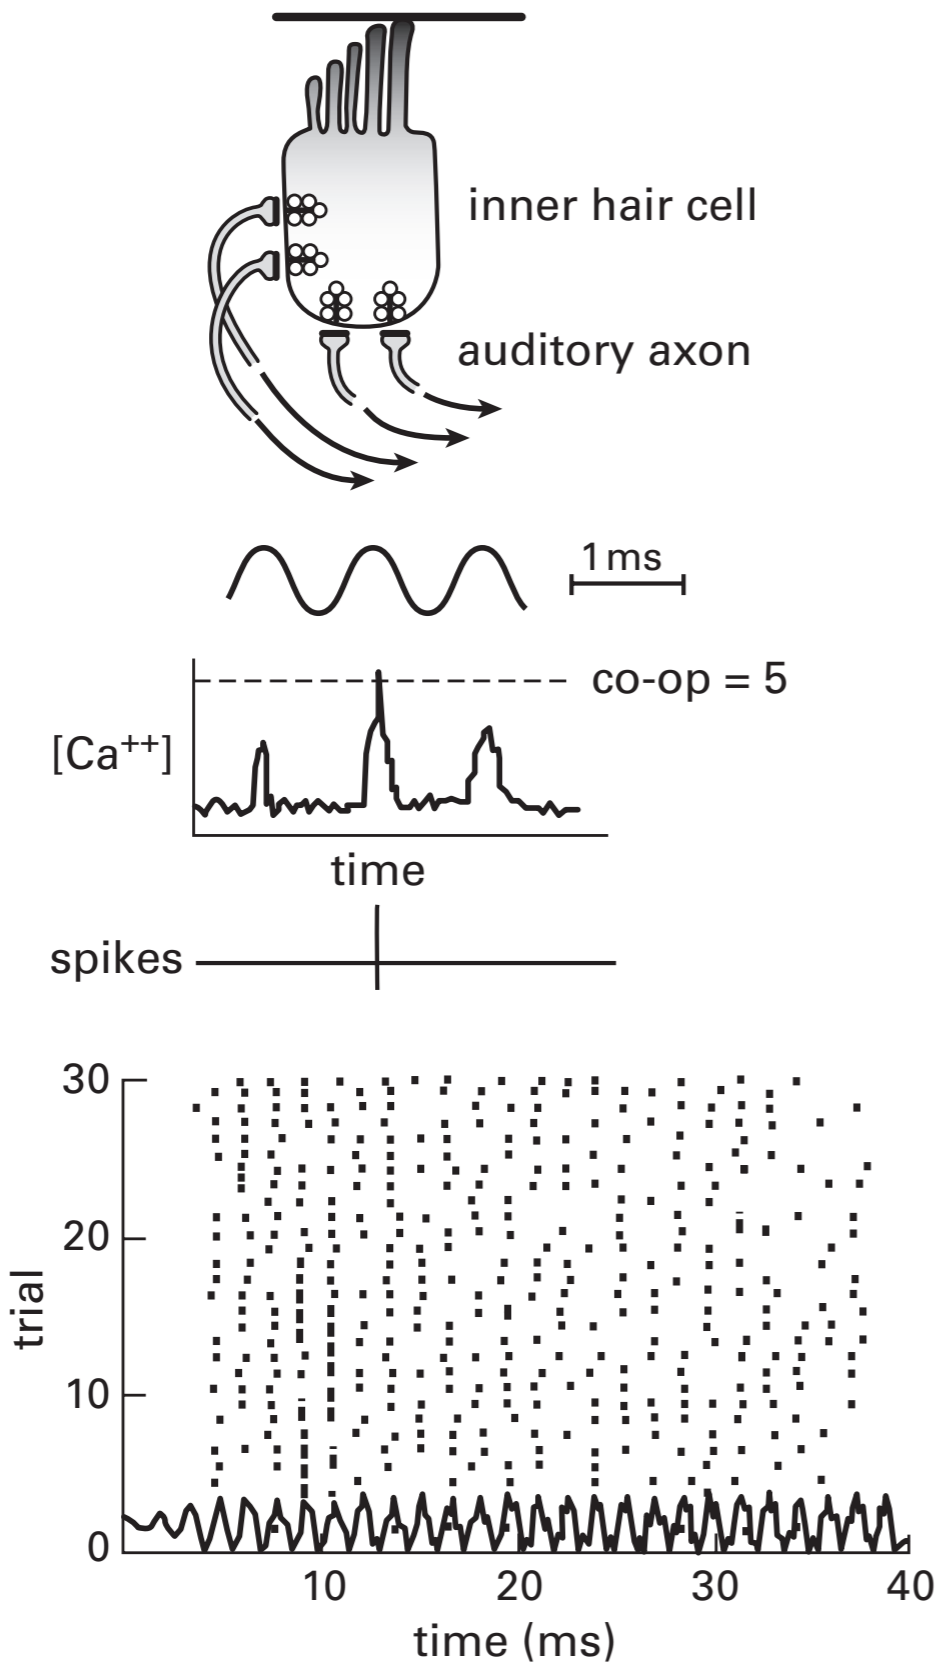 inner hair cell
auditory axon
1 ms
co-op = 5
[Ca⁺⁺]
time
spikes
30
20
trial
10
0
10 20 30 40
time (ms)